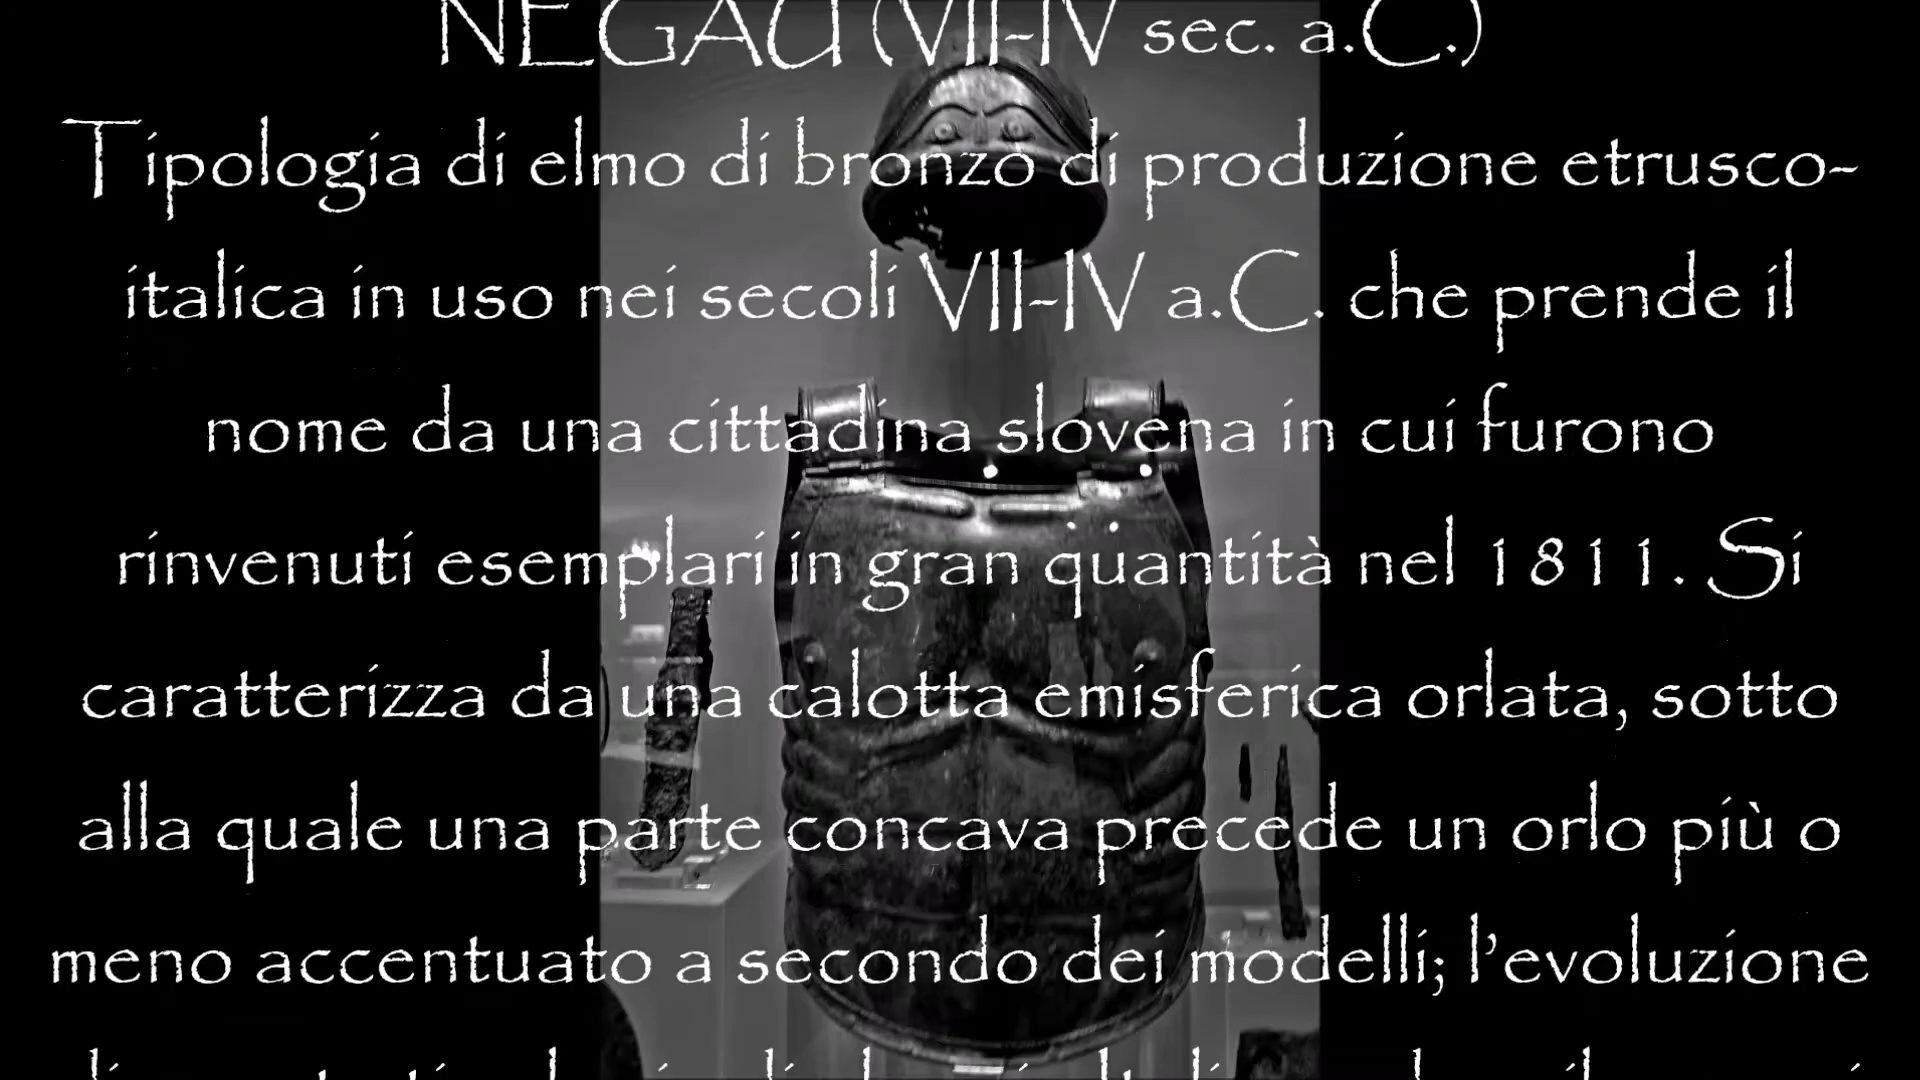 NEGAU (VII-IV sec. a.C.)
Tipologia di elmo di bronzo di produzione etrusco-
italica in uso nei secoli VII-IV a.C. che prende il
nome da una cittadina slovena in cui furono
rinvenuti esemplari in gran quantità nel 1811. Si
caratterizza da una calotta emisferica orlata, sotto
alla quale una parte concava precede un orlo più o
meno accentuato a secondo dei modelli; l'evoluzione